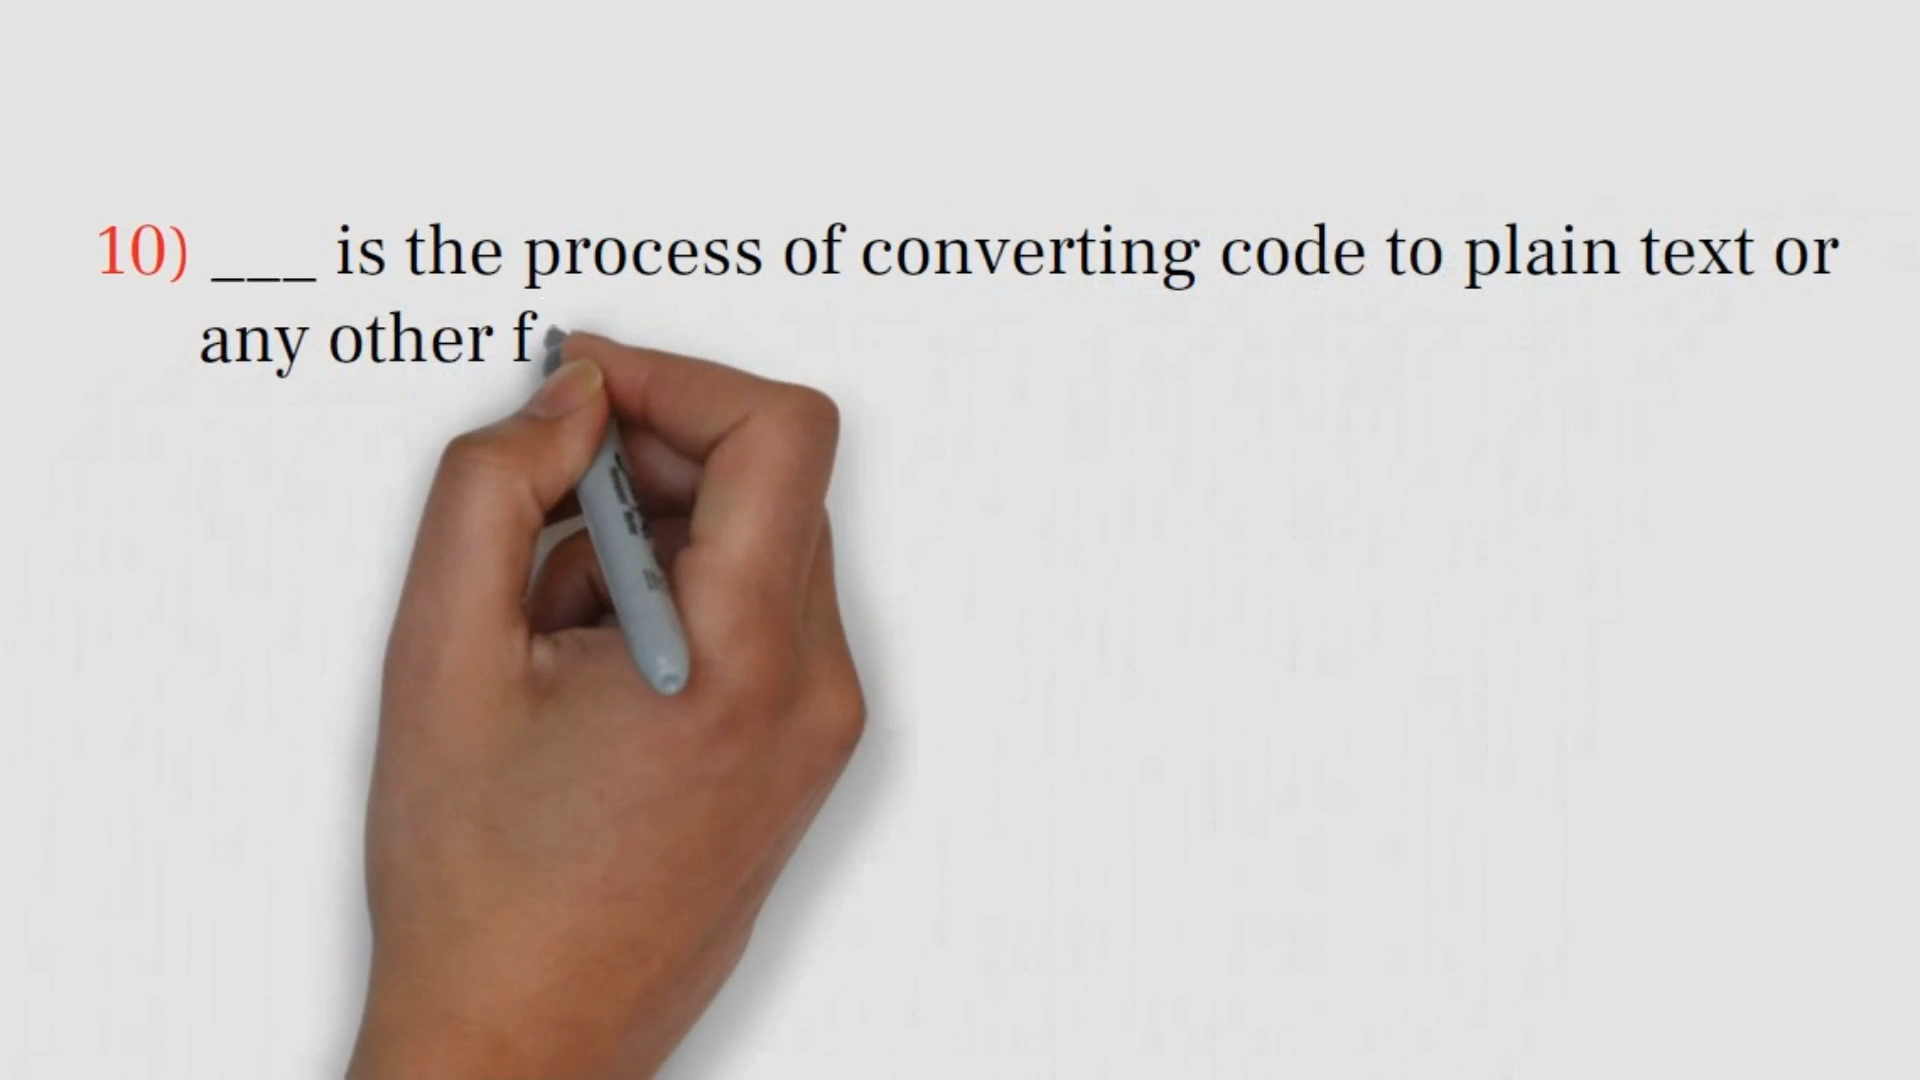 10) ___ is the process of converting code to plain text or
any other f